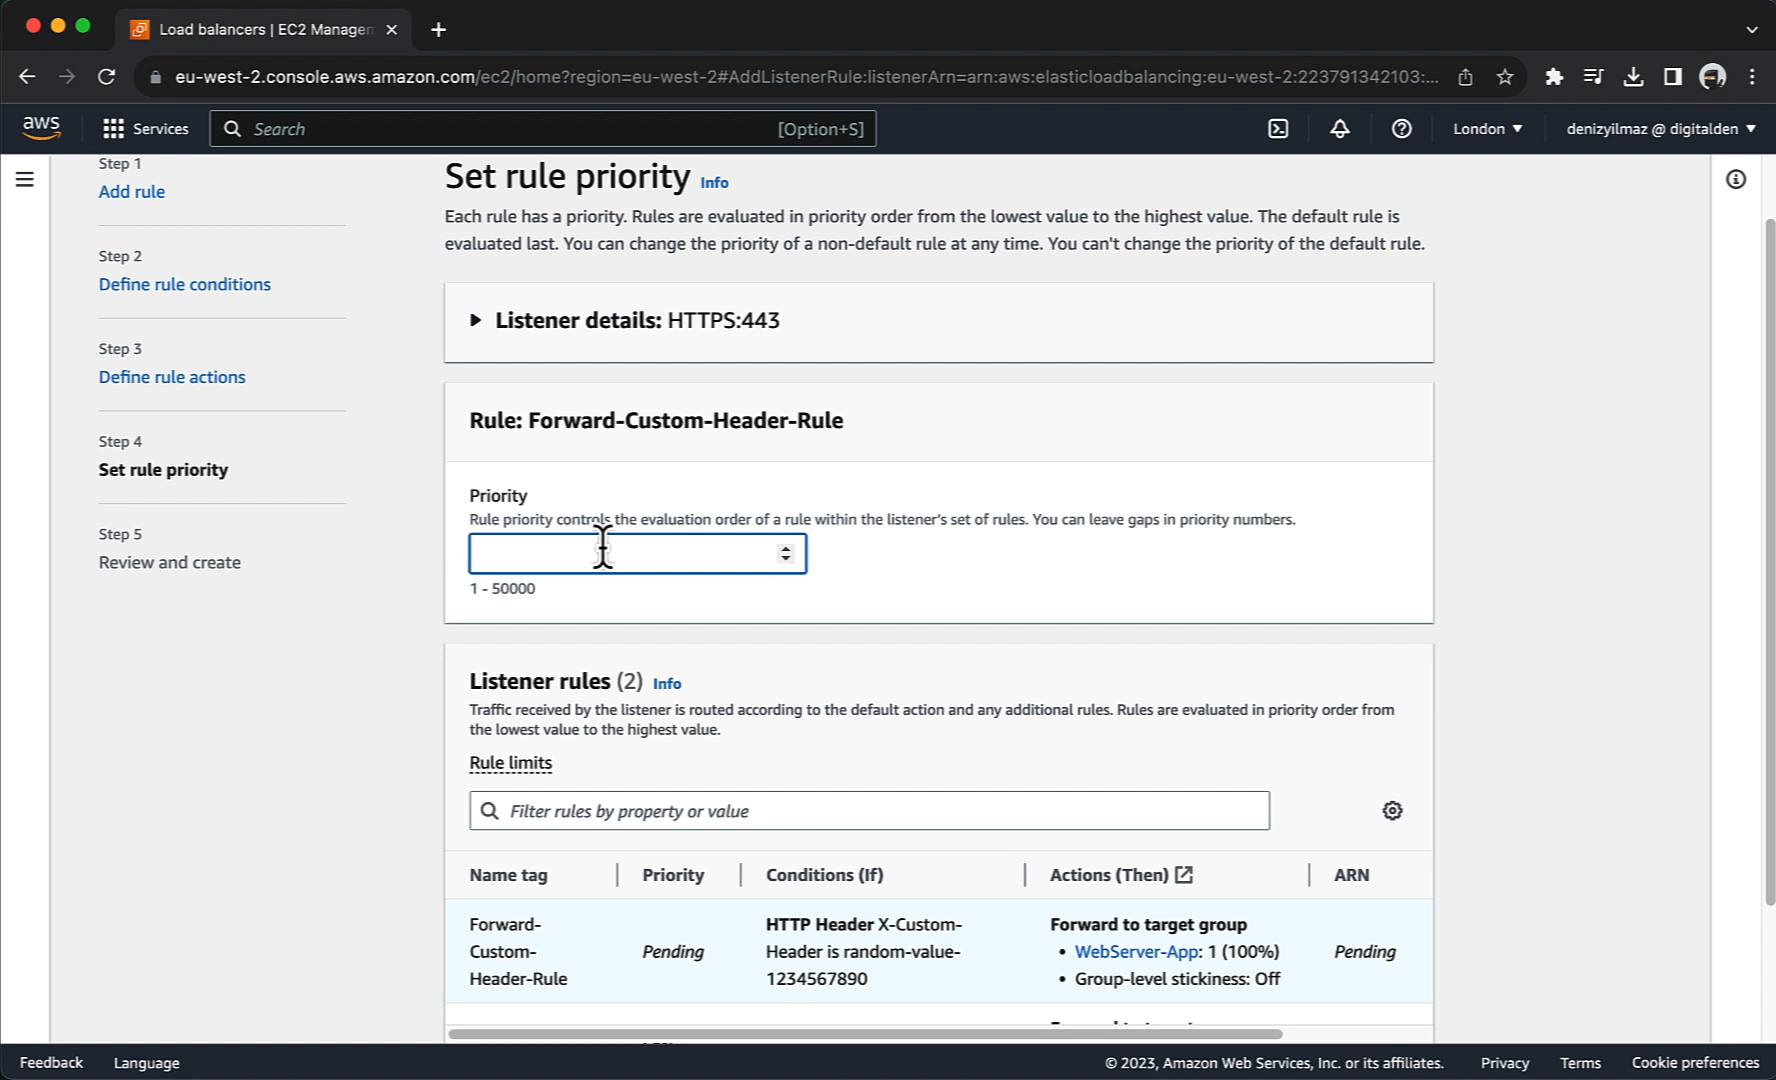 Load balancers | EC2 Managem
eu-west-2.console.aws.amazon.com/ec2/home?region=eu-west-2#AddListenerRule:listenerArn=arn:aws:elasticloadbalancing:eu-west-2:223791342103:...
aws
Services
Search
[Option+S]
London
denizyilmaz @ digitalden
Step 1
Add rule
Step 2
Define rule conditions
Step 3
Define rule actions
Step 4
Set rule priority
Step 5
Review and create
Set rule priority Info
Each rule has a priority. Rules are evaluated in priority order from the lowest value to the highest value. The default rule is
evaluated last. You can change the priority of a non-default rule at any time. You can't change the priority of the default rule.
Listener details: HTTPS:443
Rule: Forward-Custom-Header-Rule
Priority
Rule priority controls the evaluation order of a rule within the listener's set of rules. You can leave gaps in priority numbers.
1 - 50000
Listener rules (2) Info
Traffic received by the listener is routed according to the default action and any additional rules. Rules are evaluated in priority order from
the lowest value to the highest value.
Rule limits
Filter rules by property or value
Name tag
Priority
Conditions (If)
Actions (Then)
ARN
Forward-
Custom-
Header-Rule
Pending
HTTP Header X-Custom-
Header is random-value-
1234567890
Forward to target group
• WebServer-App: 1 (100%)
• Group-level stickiness: Off
Pending
Feedback
Language
© 2023, Amazon Web Services, Inc. or its affiliates.
Privacy
Terms
Cookie preferences